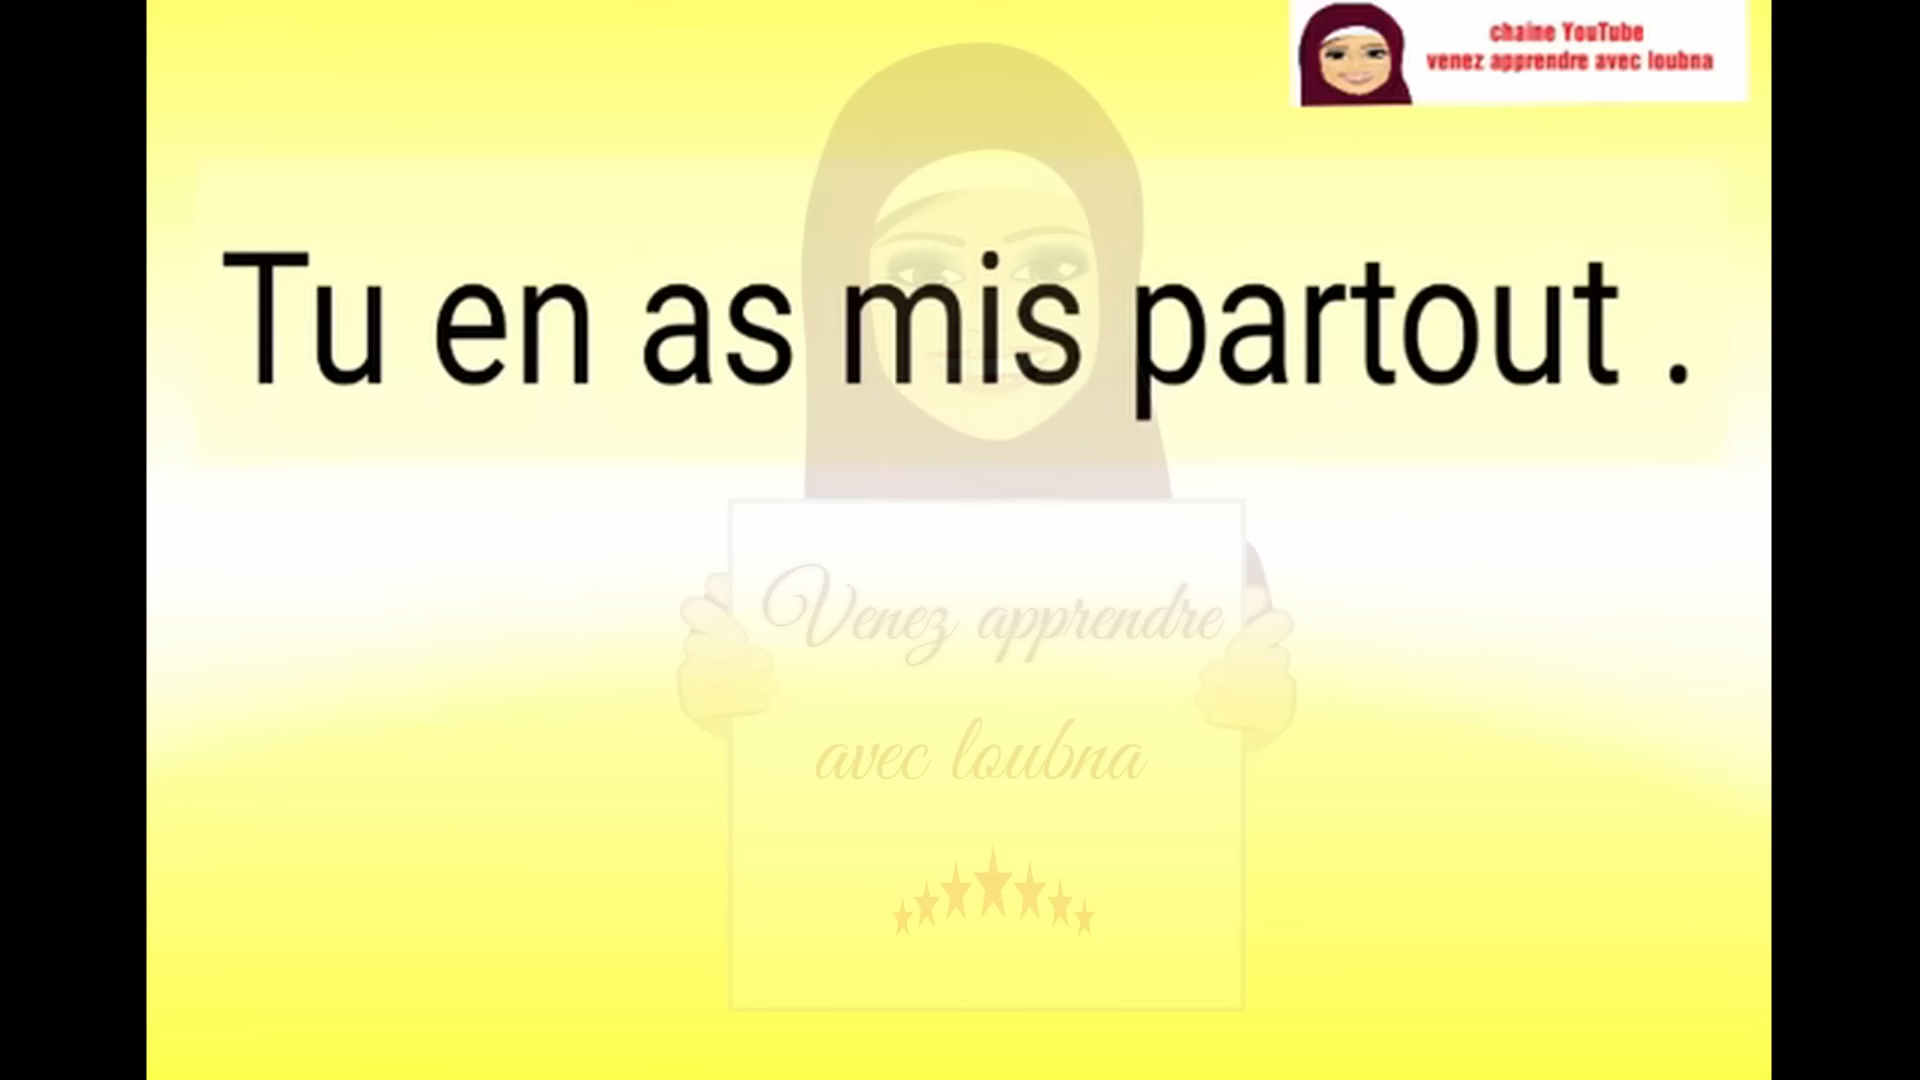 chaine YouTube
venez apprendre avec loubna
Tu en as mis partout .
Venez apprendre
avec loubna